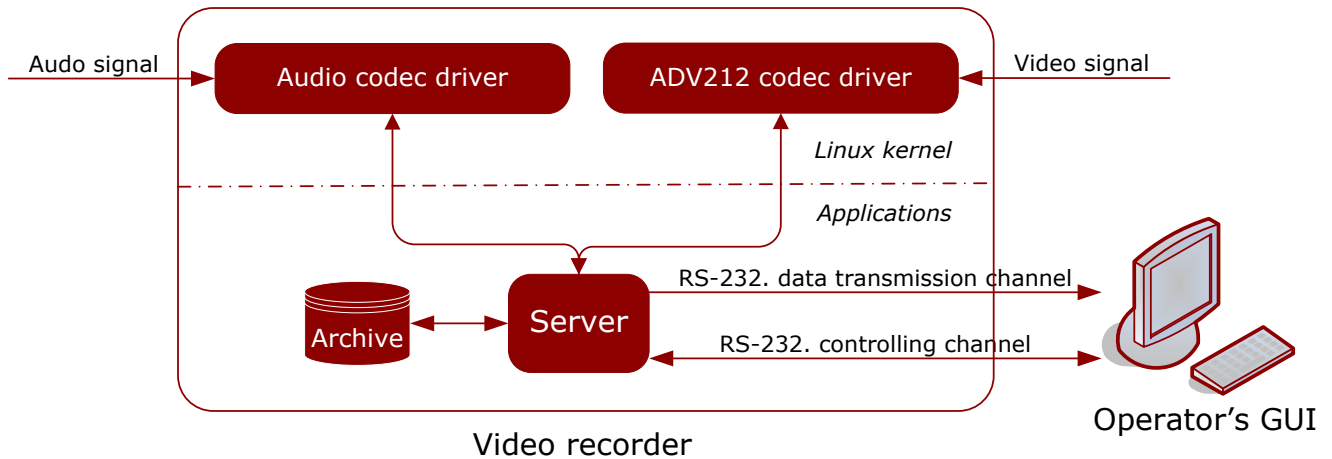 Audo signal
Audio codec driver
ADV212 codec driver
Video signal
Linux kernel
Applications
RS-232. data transmission channel
Server
Archive
RS-232. controlling channel
Operator’s GUI
Video recorder